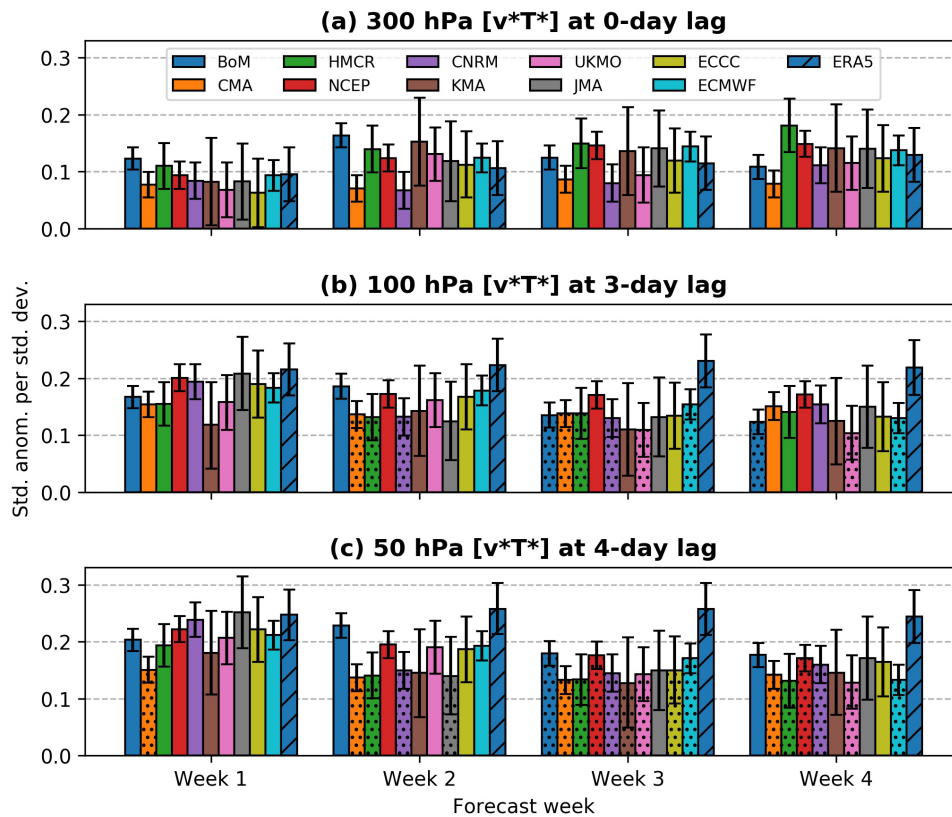 (a) 300 hPa [v*T*] at 0-day lag
BoM HMCR CNRM UKMO ECCC ERA5
CMA NCEP KMA JMA ECMWF
0.3
0.2
0.1
0.0
(b) 100 hPa [v*T*] at 3-day lag
0.3
0.2
0.1
0.0
Std. anom. per std. dev.
(c) 50 hPa [v*T*] at 4-day lag
0.3
0.2
0.1
0.0
Week 1 Week 2 Week 3 Week 4
Forecast week